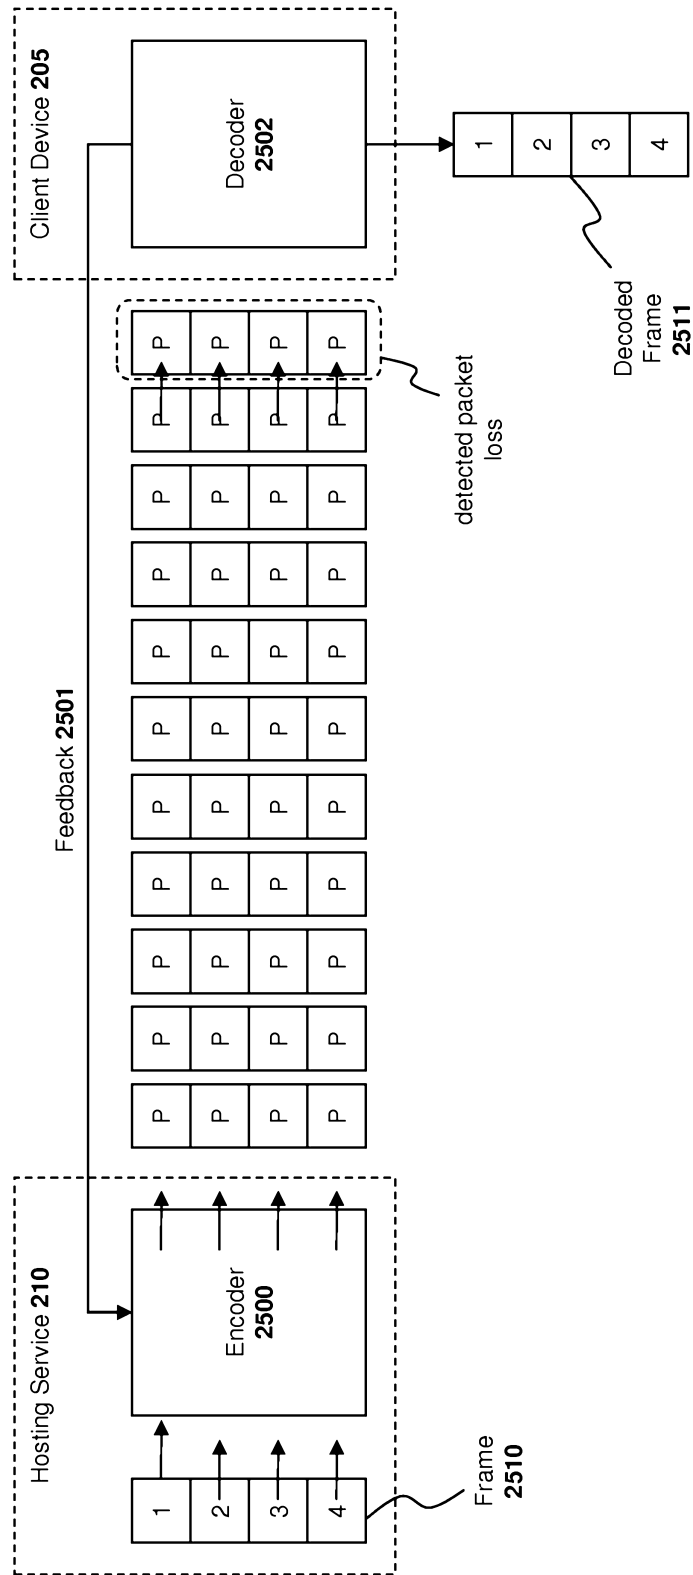 Hosting Service 210
Feedback 2501
Client Device 205
1
2
3
4
Encoder
2500
P P P P P P P P P P P
P P P P P P P P P P P
P P P P P P P P P P P
P P P P P P P P P P P
Decoder
2502
Frame
2510
detected packet
loss
1
2
3
4
Decoded
Frame
2511